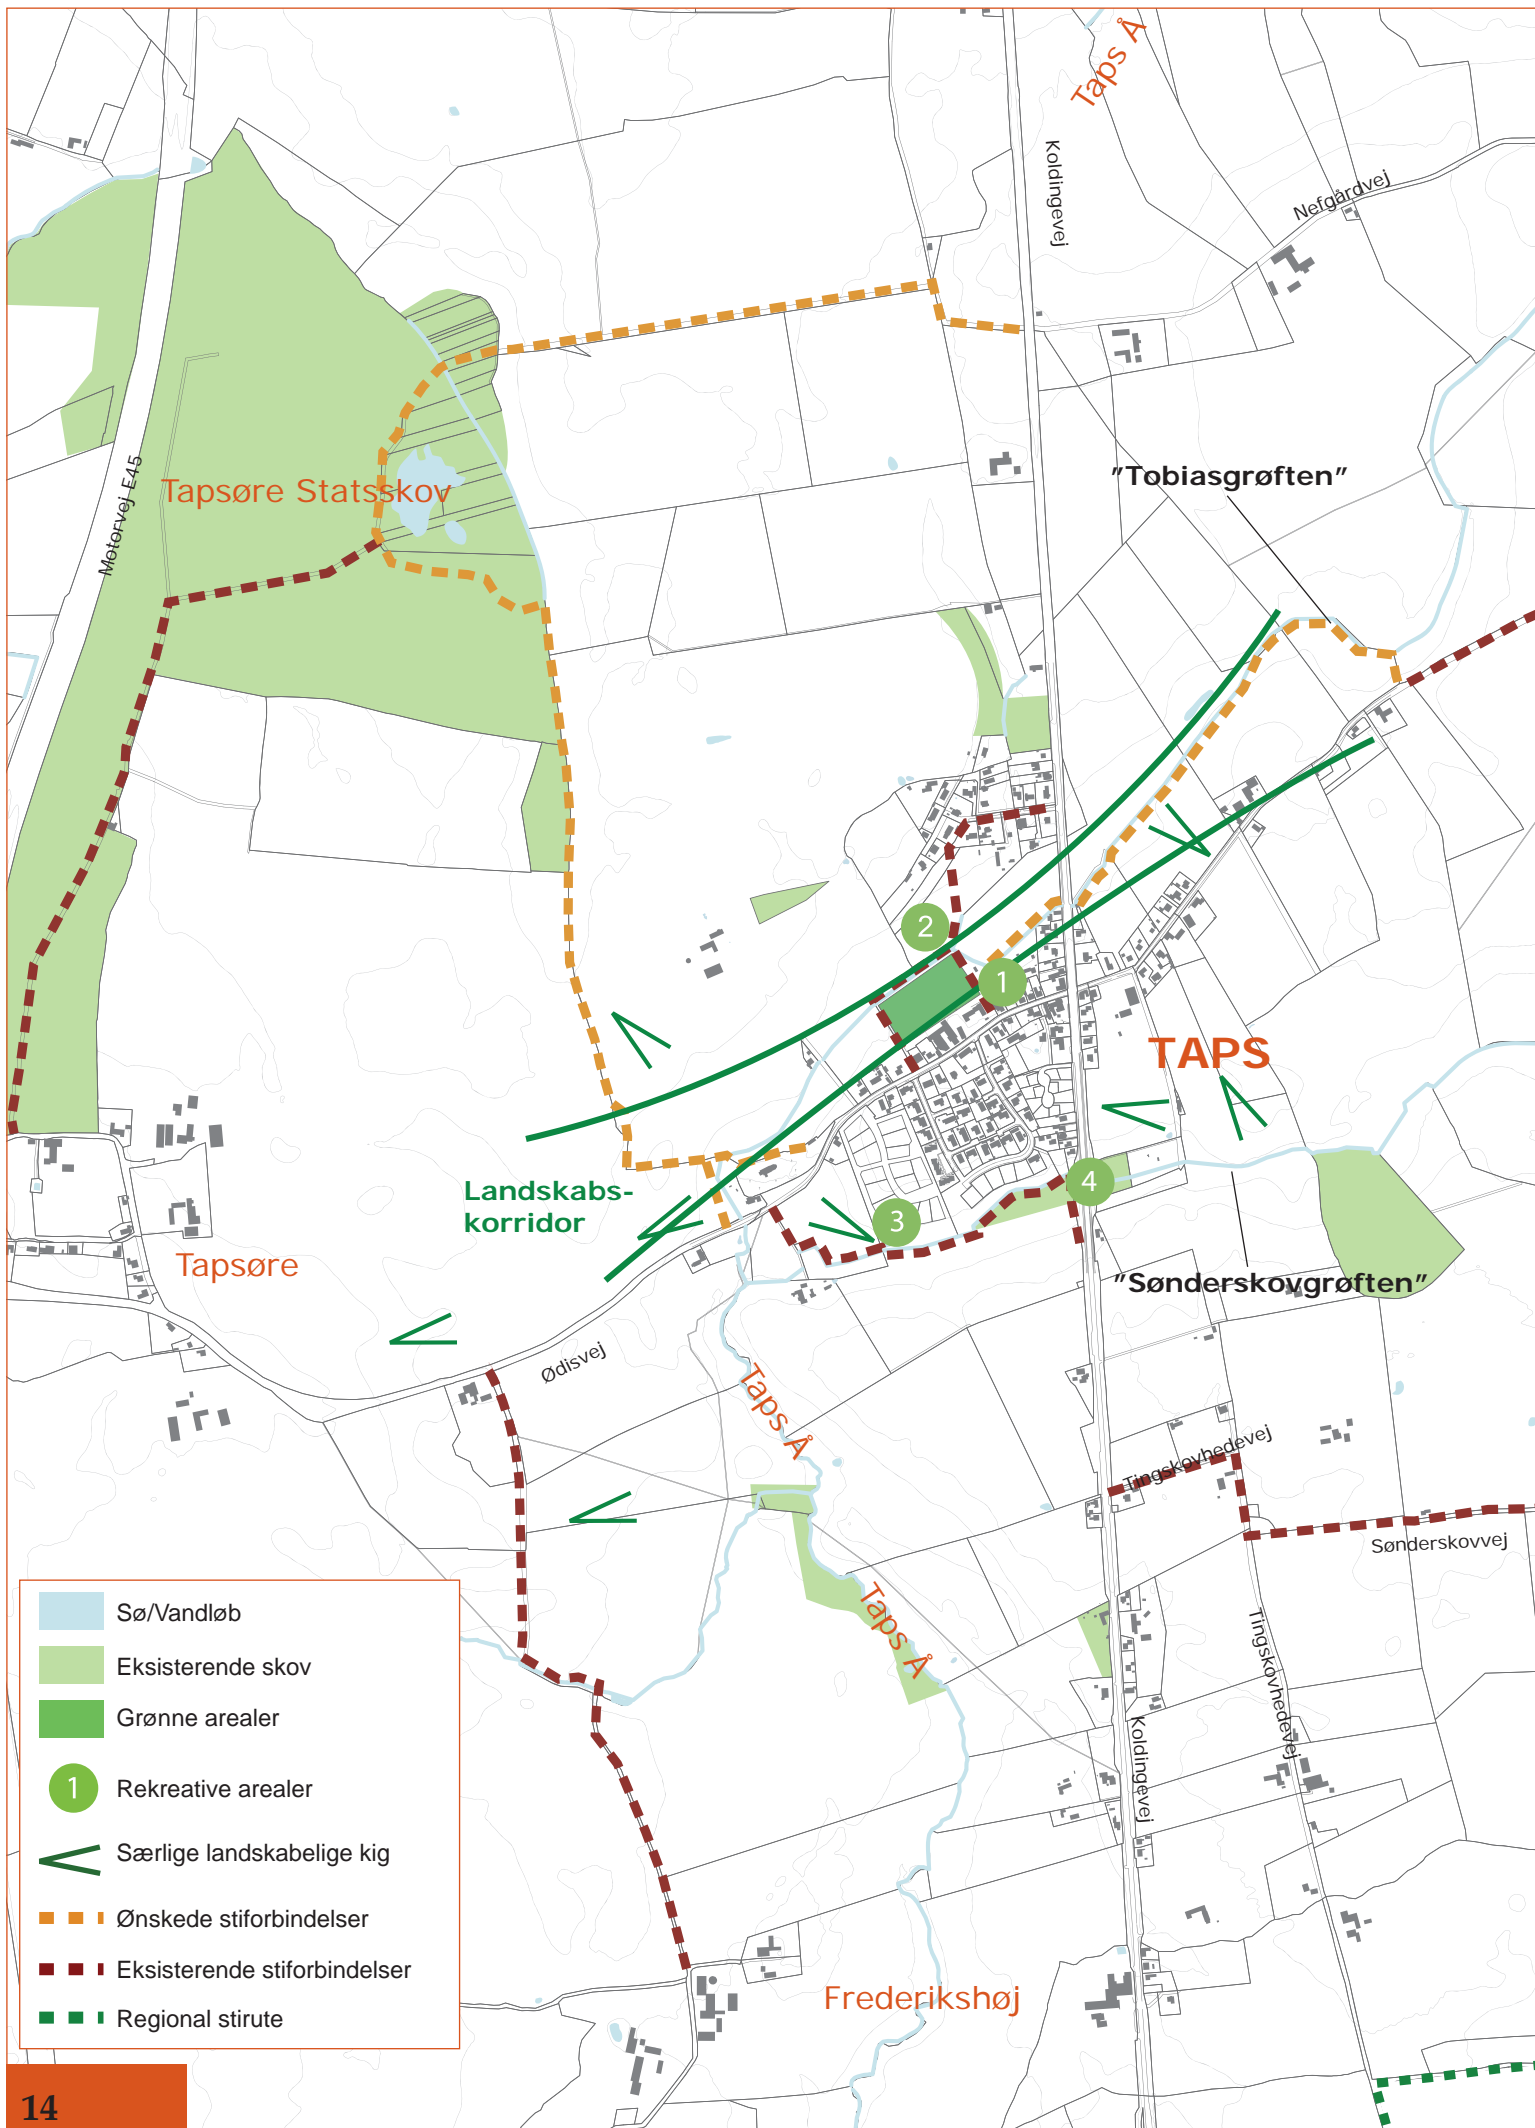 Taps Å
Koldingevej
Nefgårdvej
"Tobiasgrøften"
Tapsøre Statsskov
Motorvej E45
2
1
TAPS
4
3
Landskabs-
korridor
Tapsøre
"Sønderskovgrøften"
Ødisvej
Taps Å
Tingskovhedevej
Sønderskovvej
Taps Å
Tingskovhedevej
Koldingevej
Frederikshøj
Sø/Vandløb
Eksisterende skov
Grønne arealer
1 Rekreative arealer
Særlige landskabelige kig
Ønskede stiforbindelser
Eksisterende stiforbindelser
Regional stirute
14